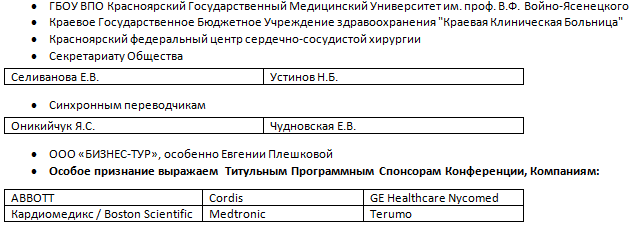 • ГБОУ ВПО Красноярский Государственный Медицинский Университет им. проф. В.Ф. Войно-Ясенецкого
• Краевое Государственное Бюджетное Учреждение здравоохранения "Краевая Клиническая Больница"
• Красноярский федеральный центр сердечно-сосудистой хирургии
• Секретариату Общества
Селиванова Е.В. Устинов Н.Б.
• Синхронным переводчикам
Оникийчук Я.С. Чудновская Е.В.
• ООО «БИЗНЕС-ТУР», особенно Евгении Плешковой
• Особое признание выражаем Титульным Программным Спонсорам Конференции, Компаниям:
ABBOTT Cordis GE Healthcare Nycomed
Кардиомедикс / Boston Scientific Medtronic Terumo